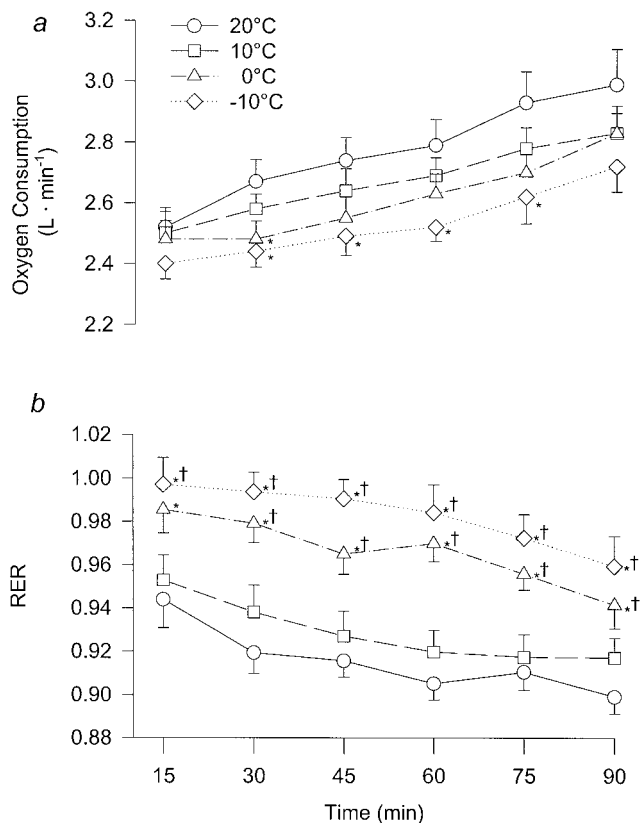 a
20°C
10°C
0°C
-10°C
3.2
3.0
2.8
2.6
2.4
2.2
Oxygen Consumption
(L · min⁻¹)
* * * * *
b
1.02
1.00
0.98
0.96
0.94
0.92
0.90
0.88
RER
*† *† *† *† *† *†
* *† *† *† *† *†
15 30 45 60 75 90
Time (min)